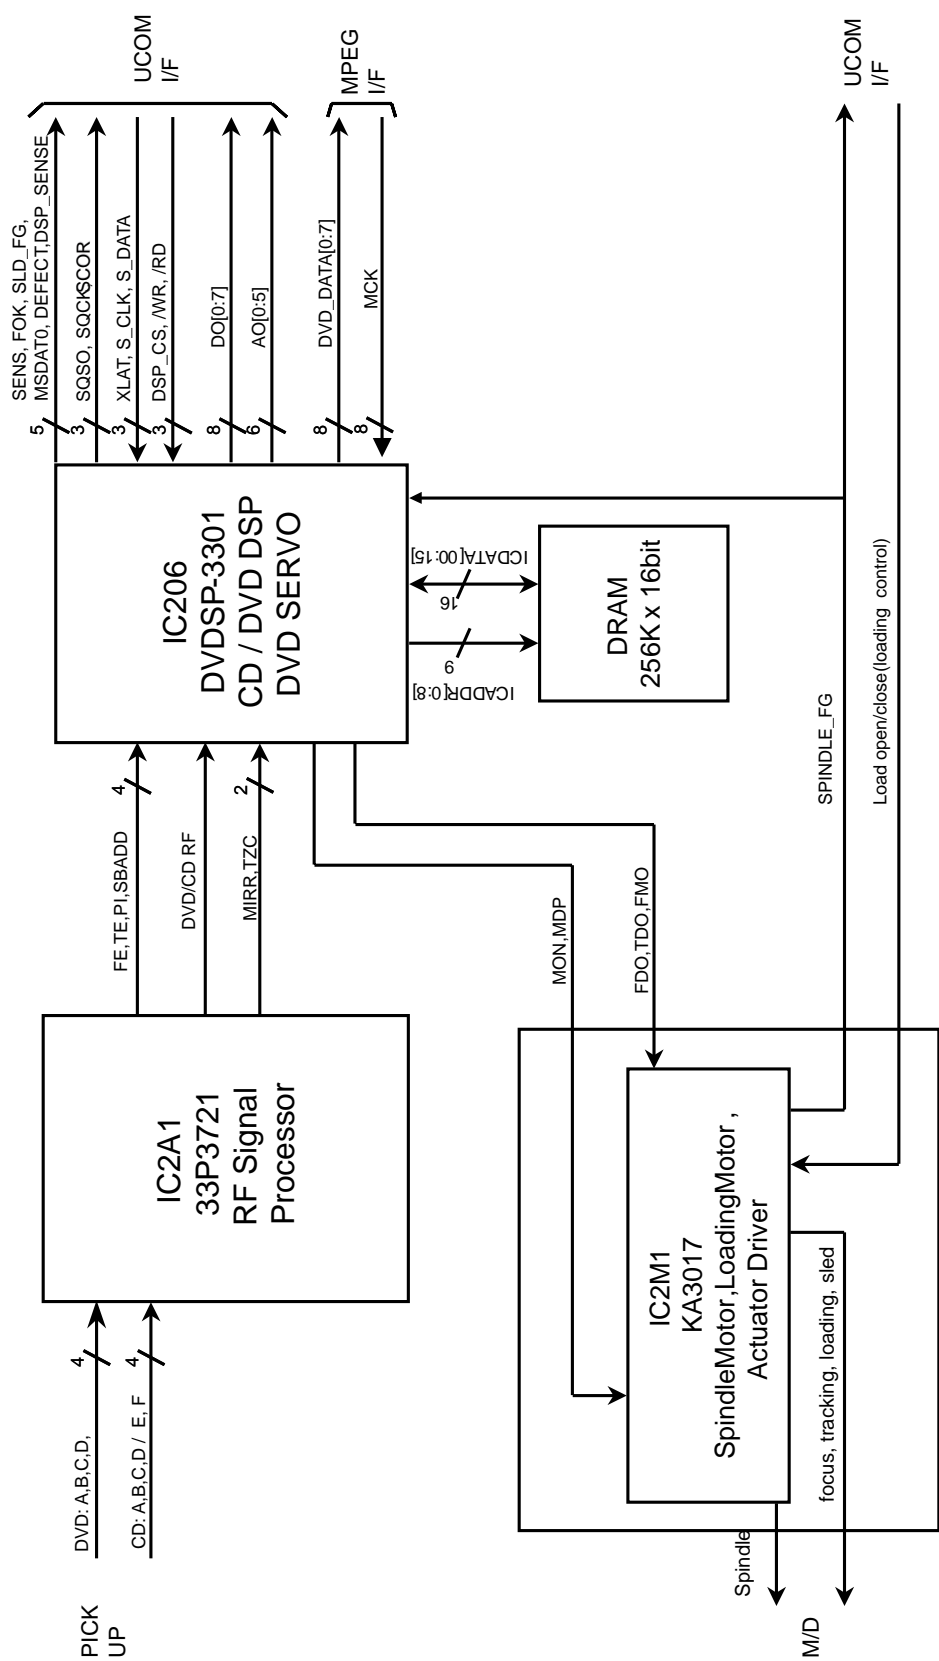 PICK
UP
DVD: A,B,C,D,
4
CD: A,B,C,D / E, F
4
IC2A1
33P3721
RF Signal
Processor
FE,TE,PI,SBADD
4
DVD/CD RF
MIRR,TZC
2
IC206
DVDSP-3301
CD / DVD DSP
DVD SERVO
5
SENS, FOK, SLD_FG,
MSDAT0, DEFECT,DSP_SENSE
3
SQSO, SQCK,SCOR
3
XLAT, S_CLK, S_DATA
3
DSP_CS, /WR, /RD
8
DO[0:7]
6
AO[0:5]
8
DVD_DATA[0:7]
8
MCK
UCOM
I/F
MPEG
I/F
ICADDR[0:8]
9
16
ICDATA[00:15]
DRAM
256K x 16bit
MON,MDP
FDO,TDO,FMO
IC2M1
KA3017
SpindleMotor,LoadingMotor ,
Actuator Driver
SPINDLE_FG
Load open/close(loading control)
UCOM
I/F
focus, tracking, loading, sled
Spindle
M/D